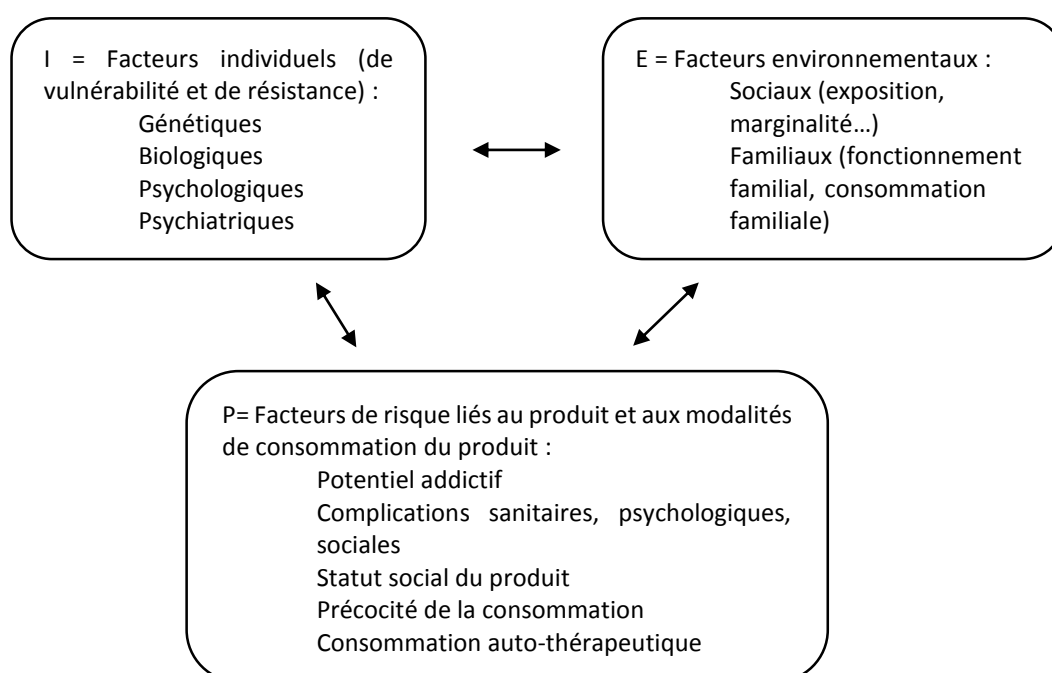 I = Facteurs individuels (de
vulnérabilité et de résistance) :
Génétiques
Biologiques
Psychologiques
Psychiatriques
E = Facteurs environnementaux :
Sociaux (exposition,
marginalité…)
Familiaux (fonctionnement
familial, consommation
familiale)
P= Facteurs de risque liés au produit et aux modalités
de consommation du produit :
Potentiel addictif
Complications sanitaires, psychologiques,
sociales
Statut social du produit
Précocité de la consommation
Consommation auto-thérapeutique